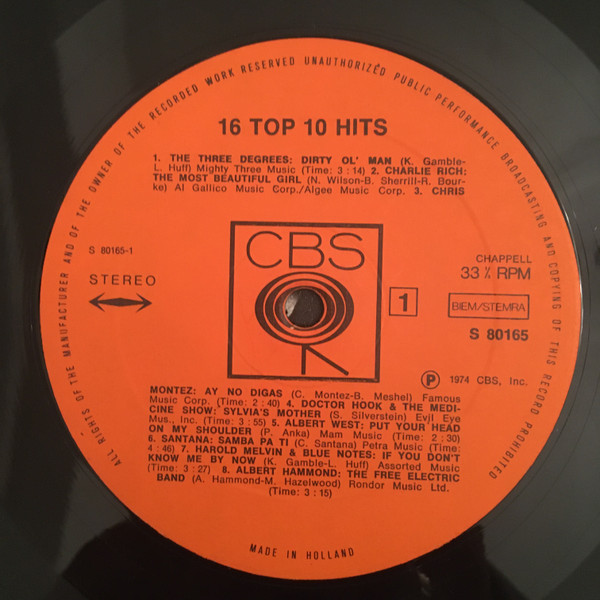 ALL RIGHTS OF THE MANUFACTURER AND OF THE OWNER OF THE RECORDED WORK RESERVED UNAUTHORIZED PUBLIC PERFORMANCE BROADCASTING AND COPYING OF THIS RECORD PROHIBITED
16 TOP 10 HITS
1. THE THREE DEGREES: DIRTY OL' MAN (K. Gamble-
L. Huff) Mighty Three Music (Time: 3 : 14) 2. CHARLIE RICH:
THE MOST BEAUTIFUL GIRL (N. Wilson-B. Sherrill-R. Bour-
ke) Al Gallico Music Corp./Algee Music Corp. 3. CHRIS
S 80165-1
STEREO
CBS
1
CHAPPELL
33 ⅓ RPM
BIEM/STEMRA
S 80165
℗ 1974 CBS, Inc.
MONTEZ: AY NO DIGAS (C. Montez-B. Meshel) Famous
Music Corp. (Time: 2 : 40) 4. DOCTOR HOOK & THE MEDI-
CINE SHOW: SYLVIA'S MOTHER (S. Silverstein) Evil Eye
Mus., Inc. (Time: 3 : 55) 5. ALBERT WEST: PUT YOUR HEAD
ON MY SHOULDER (P. Anka) Mam Music (Time: 2 : 30)
6. SANTANA: SAMBA PA TI (C. Santana) Petra Music (Time:
4 : 46) 7. HAROLD MELVIN & BLUE NOTES: IF YOU DON'T
KNOW ME BY NOW (K. Gamble-L. Huff) Assorted Music
(Time: 3 : 27) 8. ALBERT HAMMOND: THE FREE ELECTRIC
BAND (A. Hammond-M. Hazelwood) Rondor Music Ltd.
(Time: 3 : 15)
MADE IN HOLLAND